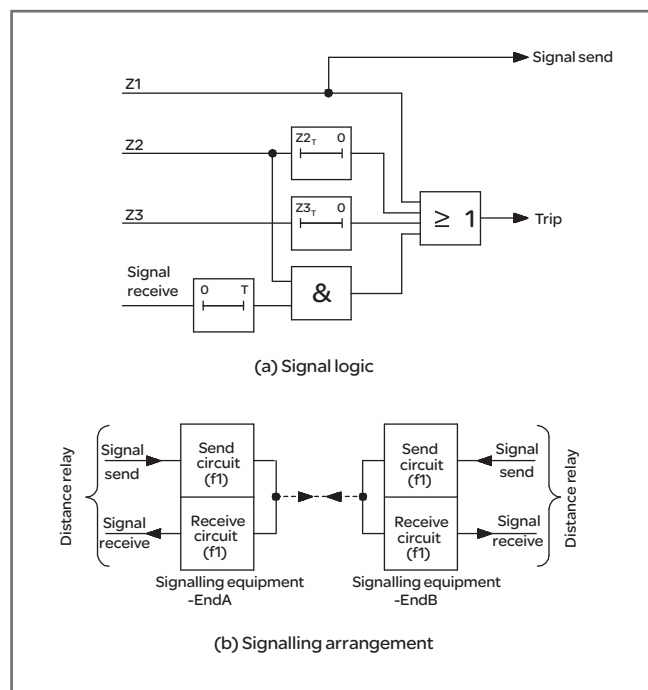 Signal send
Z1
Z2
Z2T 0
Z3
Z3T 0
≥ 1
Trip
Signal
receive
0 T
&
(a) Signal logic
Distance relay
Signal
send
Signal
receive
Send
circuit
(f1)
Receive
circuit
(f1)
Signalling equipment
-EndA
Send
circuit
(f1)
Receive
circuit
(f1)
Signalling equipment
-EndB
Signal
send
Signal
receive
Distance relay
(b) Signalling arrangement